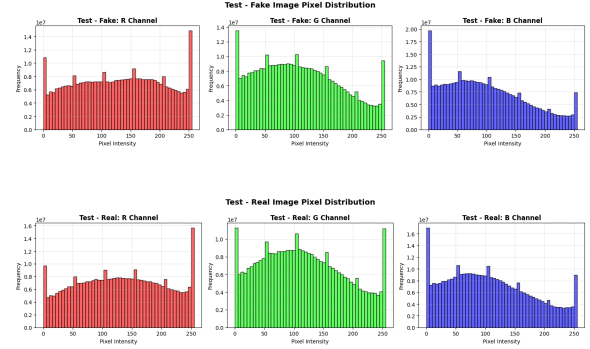 Test - Fake Image Pixel Distribution
Test - Fake: R Channel
1e7
Frequency
1.4
1.2
1.0
0.8
0.6
0.4
0.2
0.0
0 50 100 150 200 250
Pixel Intensity
Test - Fake: G Channel
1e7
Frequency
1.4
1.2
1.0
0.8
0.6
0.4
0.2
0.0
0 50 100 150 200 250
Pixel Intensity
Test - Fake: B Channel
1e7
Frequency
2.00
1.75
1.50
1.25
1.00
0.75
0.50
0.25
0.00
0 50 100 150 200 250
Pixel Intensity
Test - Real Image Pixel Distribution
Test - Real: R Channel
1e7
Frequency
1.6
1.4
1.2
1.0
0.8
0.6
0.4
0.2
0.0
0 50 100 150 200 250
Pixel Intensity
Test - Real: G Channel
1e7
Frequency
1.2
1.0
0.8
0.6
0.4
0.2
0.0
0 50 100 150 200 250
Pixel Intensity
Test - Real: B Channel
1e7
Frequency
1.6
1.4
1.2
1.0
0.8
0.6
0.4
0.2
0.0
0 50 100 150 200 250
Pixel Intensity